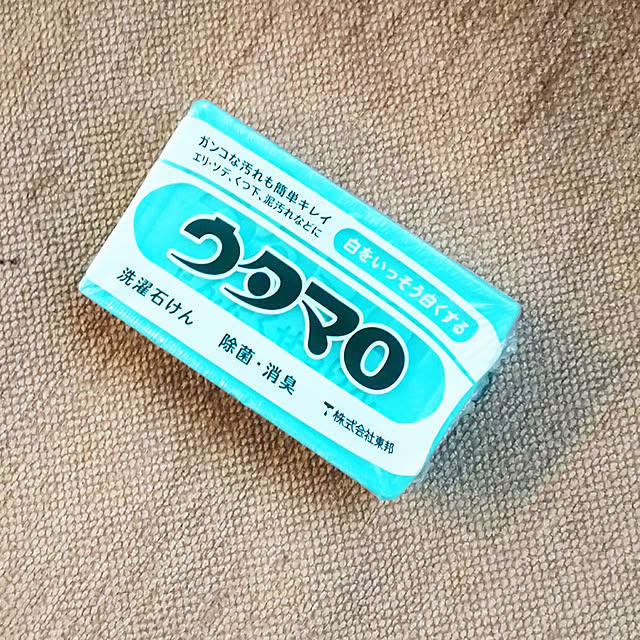 ガンコな汚れも簡単キレイ
エリ・ソデ、くつ下、泥汚れなどに
白をいっそう白くする
ウタマロ
洗濯石けん
除菌・消臭
株式会社東邦